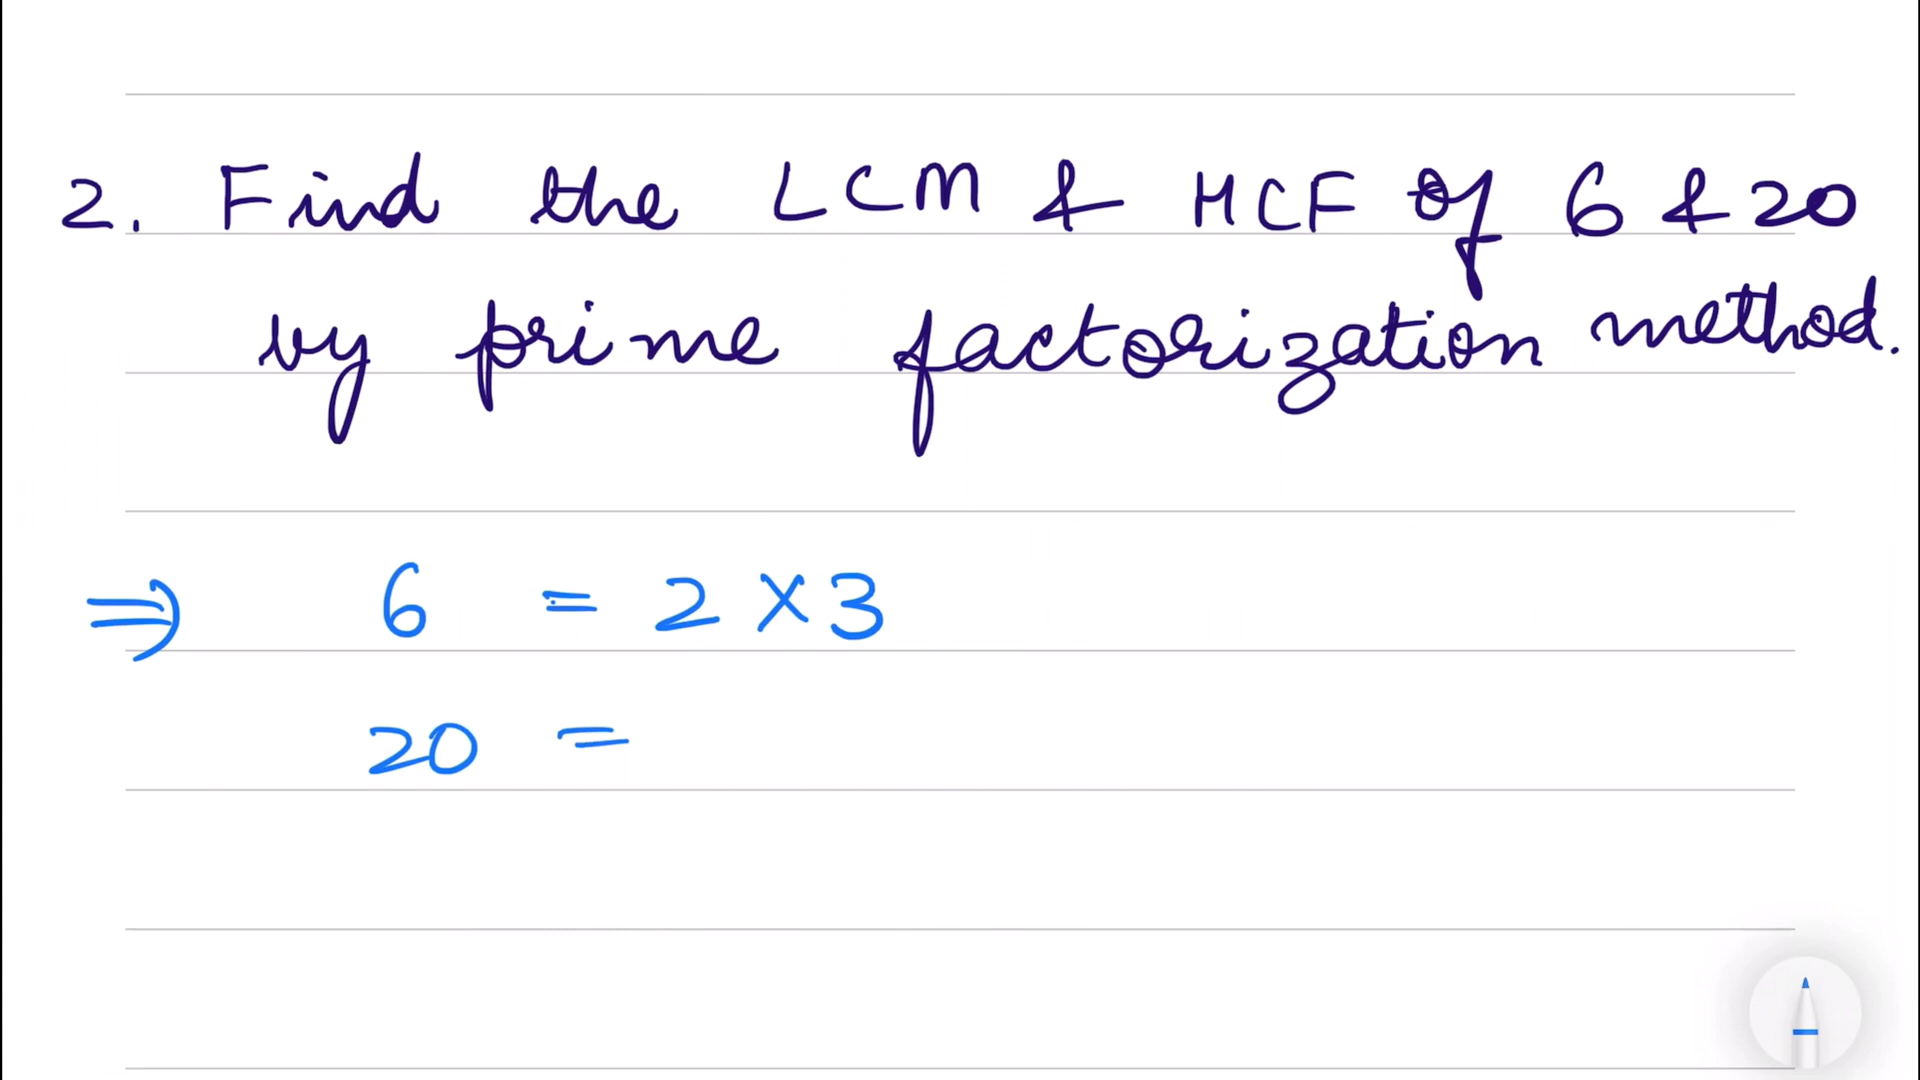 2. Find the LCM & HCF of 6 & 20
by prime factorization method.
⇒ 6 = 2 × 3
20 =